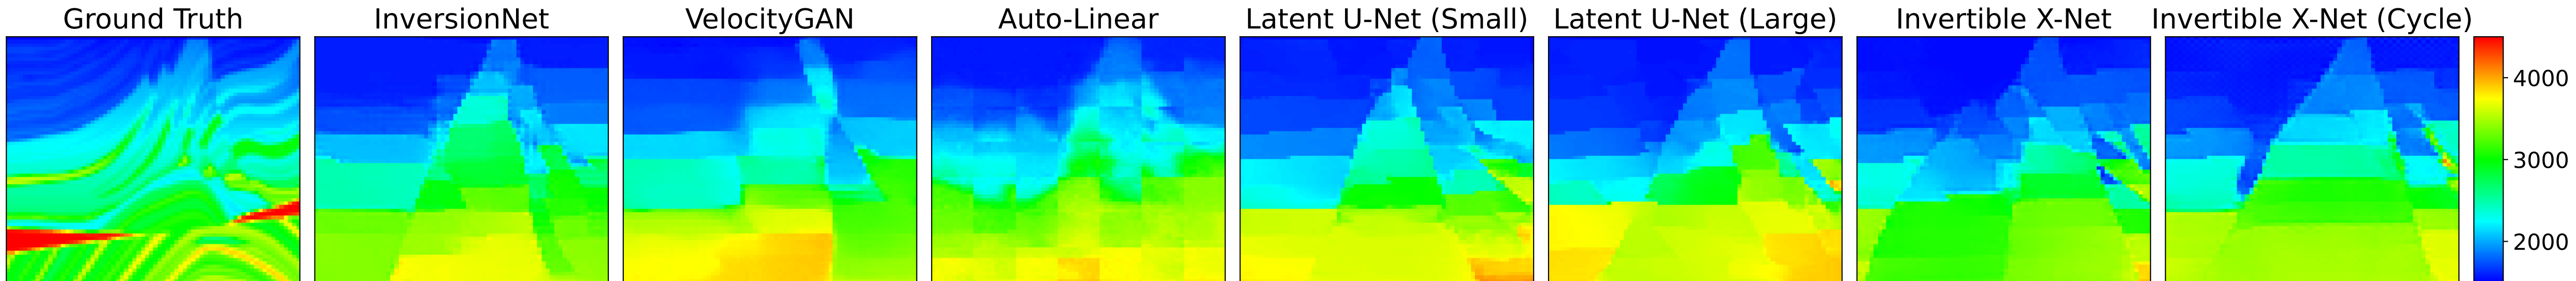 Ground Truth
InversionNet
VelocityGAN
Auto-Linear
Latent U-Net (Small)
Latent U-Net (Large)
Invertible X-Net
Invertible X-Net (Cycle)
4000
3000
2000